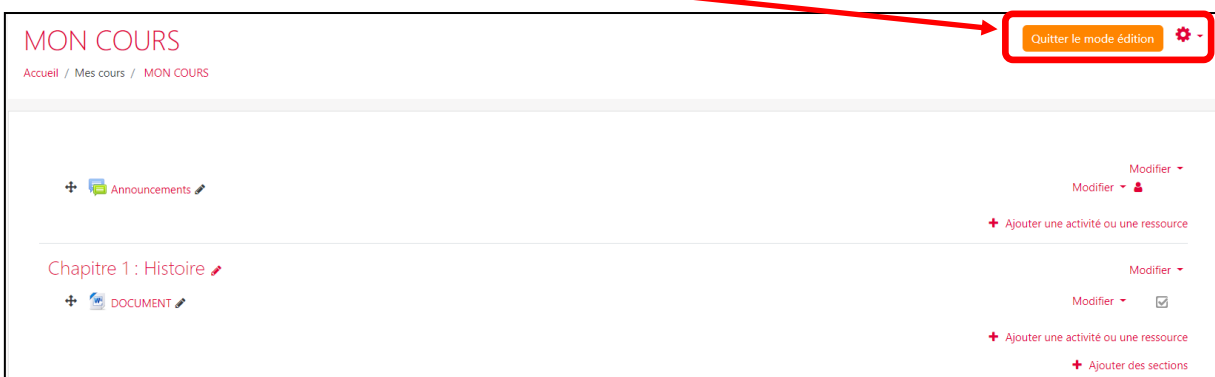 MON COURS
Quitter le mode édition
Accueil / Mes cours / MON COURS
Modifier
Announcements
Modifier
Ajouter une activité ou une ressource
Chapitre 1 : Histoire
Modifier
DOCUMENT
Modifier
Ajouter une activité ou une ressource
Ajouter des sections